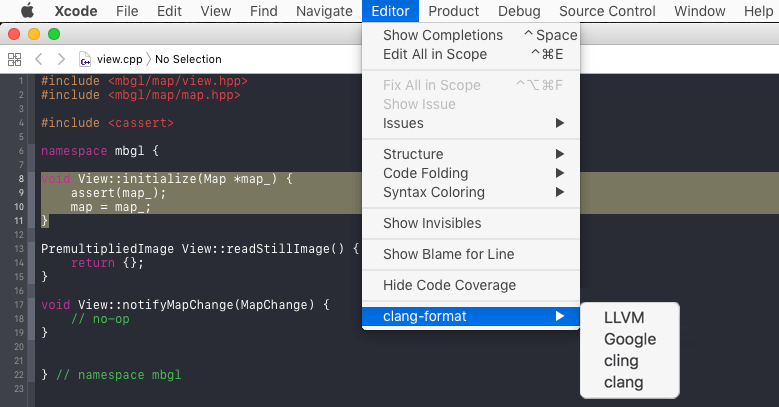 Xcode File Edit View Find Navigate Editor Product Debug Source Control Window Help
view.cpp No Selection
1 #include <mbgl/map/view.hpp>
2 #include <mbgl/map/map.hpp>
3
4 #include <cassert>
5
6 namespace mbgl {
7
8 void View::initialize(Map *map_) {
9 assert(map_);
10 map = map_;
11 }
12
13 PremultipliedImage View::readStillImage() {
14 return {};
15 }
16
17 void View::notifyMapChange(MapChange) {
18 // no-op
19 }
20
21
22 } // namespace mbgl
23
Show Completions ^ Space
Edit All in Scope ^⌘E
Fix All in Scope ^⌥⌘F
Show Issue
Issues ▶
Structure ▶
Code Folding ▶
Syntax Coloring ▶
Show Invisibles
Show Blame for Line
Hide Code Coverage
clang-format ▶
LLVM
Google
cling
clang